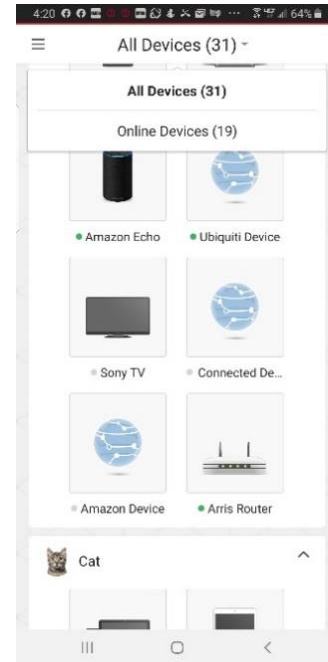 4:20 64%
All Devices (31)
All Devices (31)
Online Devices (19)
Amazon Echo
Ubiquiti Device
Sony TV
Connected De...
Amazon Device
Arris Router
Cat